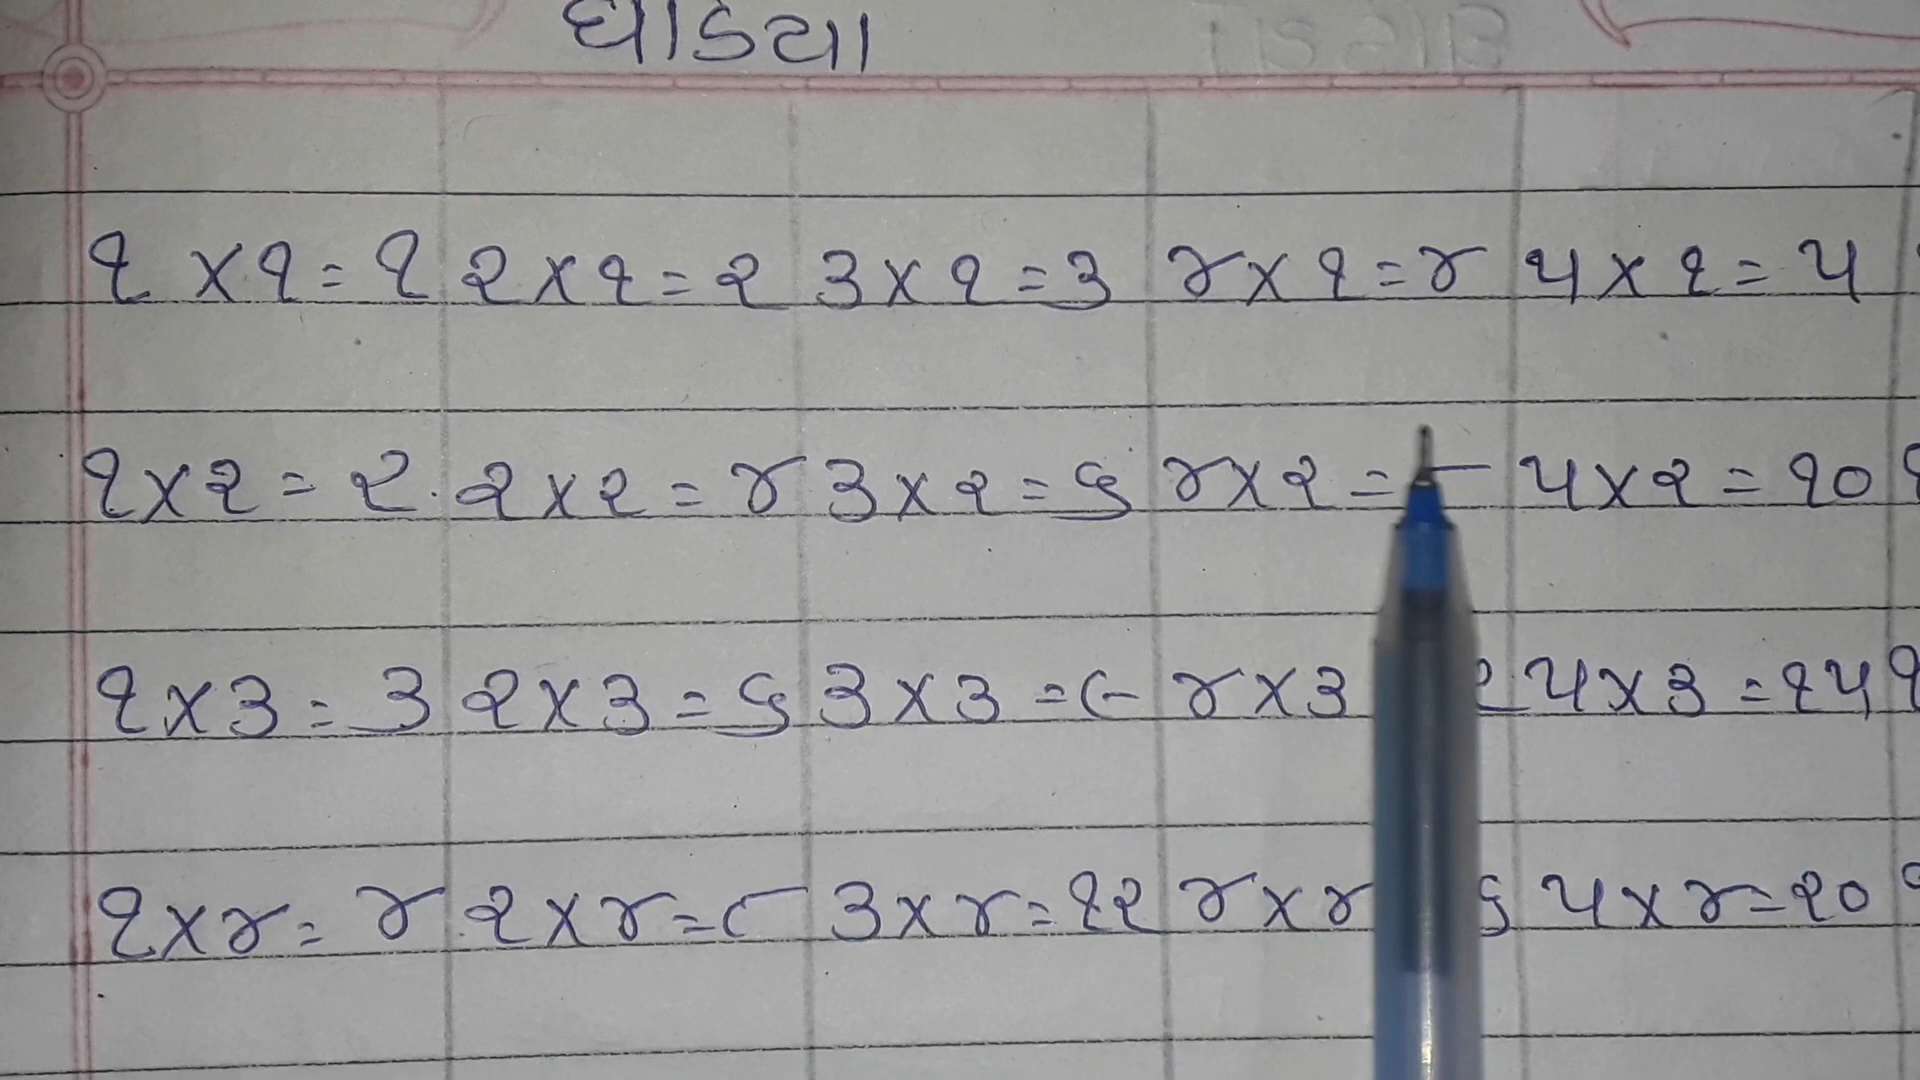 ઘાડિયા
૧ × ૧ = ૧ ૨ × ૧ = ૨ ૩ × ૧ = ૩ ૪ × ૧ = ૪ ૫ × ૧ = ૫
૧ × ૨ = ૨ ૨ × ૨ = ૪ ૩ × ૨ = ૬ ૪ × ૨ = ૫ × ૨ = ૧૦
૧ × ૩ = ૩ ૨ × ૩ = ૬ ૩ × ૩ = ૯ ૪ × ૩ ૨ ૫ × ૩ = ૧૫
૧ × ૪ = ૪ ૨ × ૪ = ૮ ૩ × ૪ = ૧૨ ૪ × ૪ ૬ ૫ × ૪ = ૨૦